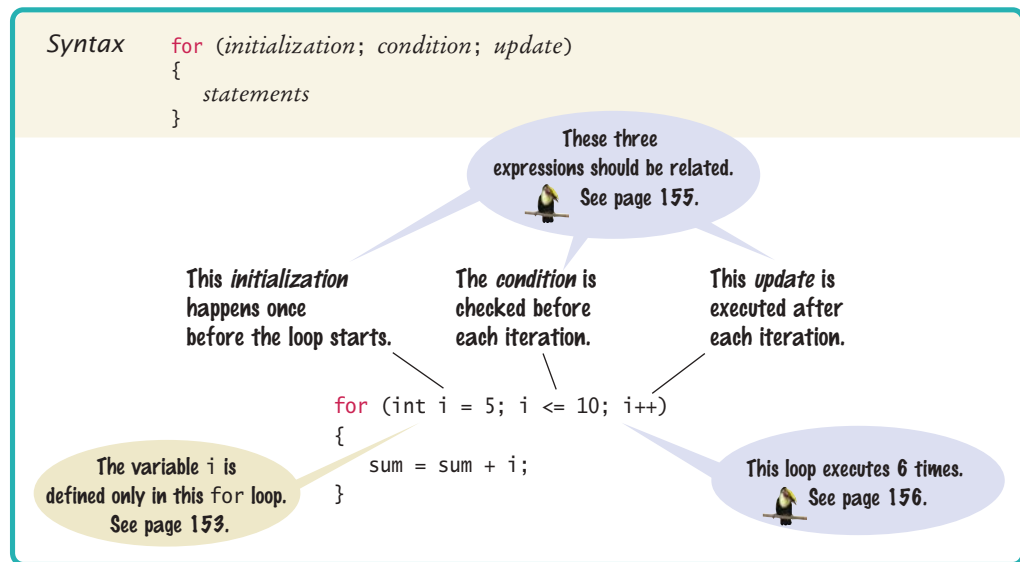 Syntax for (initialization; condition; update)
{
statements
}
These three
expressions should be related.
See page 155.
This initialization
happens once
before the loop starts.
The condition is
checked before
each iteration.
This update is
executed after
each iteration.
for (int i = 5; i <= 10; i++)
{
sum = sum + i;
}
The variable i is
defined only in this for loop.
See page 153.
This loop executes 6 times.
See page 156.